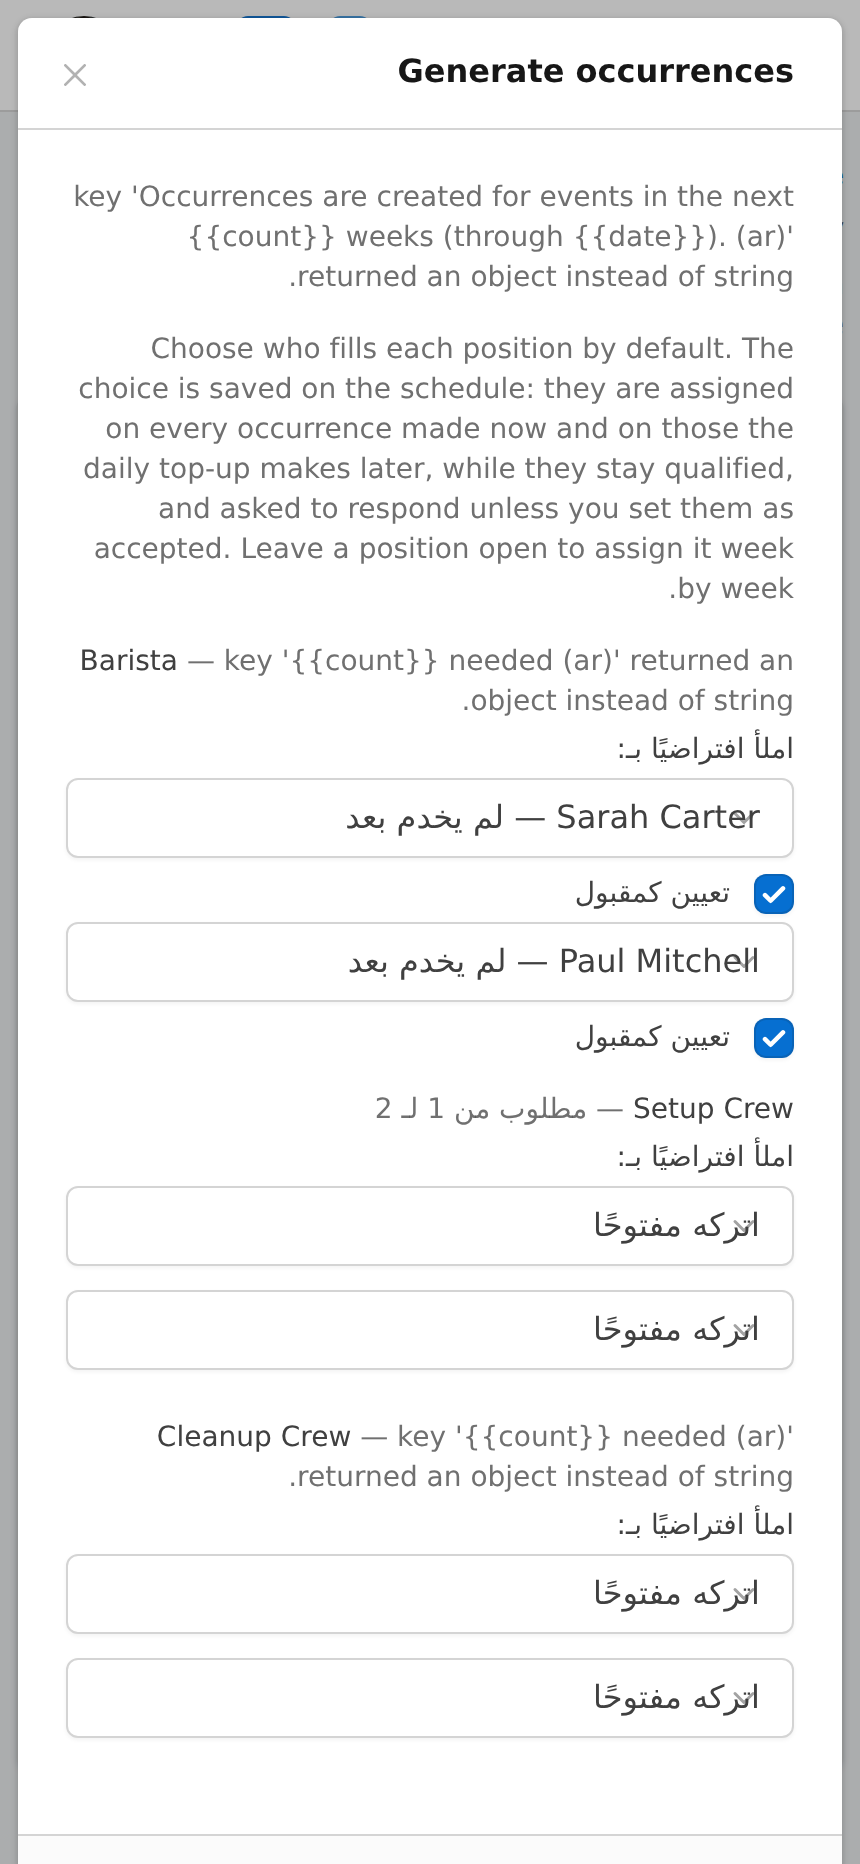 Generate occurrences
key 'Occurrences are created for events in the next
{{count}} weeks (through {{date}}). (ar)'
returned an object instead of string.
Choose who fills each position by default. The
choice is saved on the schedule: they are assigned
on every occurrence made now and on those the
daily top-up makes later, while they stay qualified,
and asked to respond unless you set them as
accepted. Leave a position open to assign it week
by week.
Barista — key '{{count}} needed (ar)' returned an
object instead of string.
املأ افتراضيًا بـ:
Sarah Carter — لم يخدم بعد
تعيين كمقبول
Paul Mitchell — لم يخدم بعد
تعيين كمقبول
Setup Crew — مطلوب من 1 لـ 2
املأ افتراضيًا بـ:
اتركه مفتوحًا
اتركه مفتوحًا
Cleanup Crew — key '{{count}} needed (ar)'
returned an object instead of string.
املأ افتراضيًا بـ:
اتركه مفتوحًا
اتركه مفتوحًا